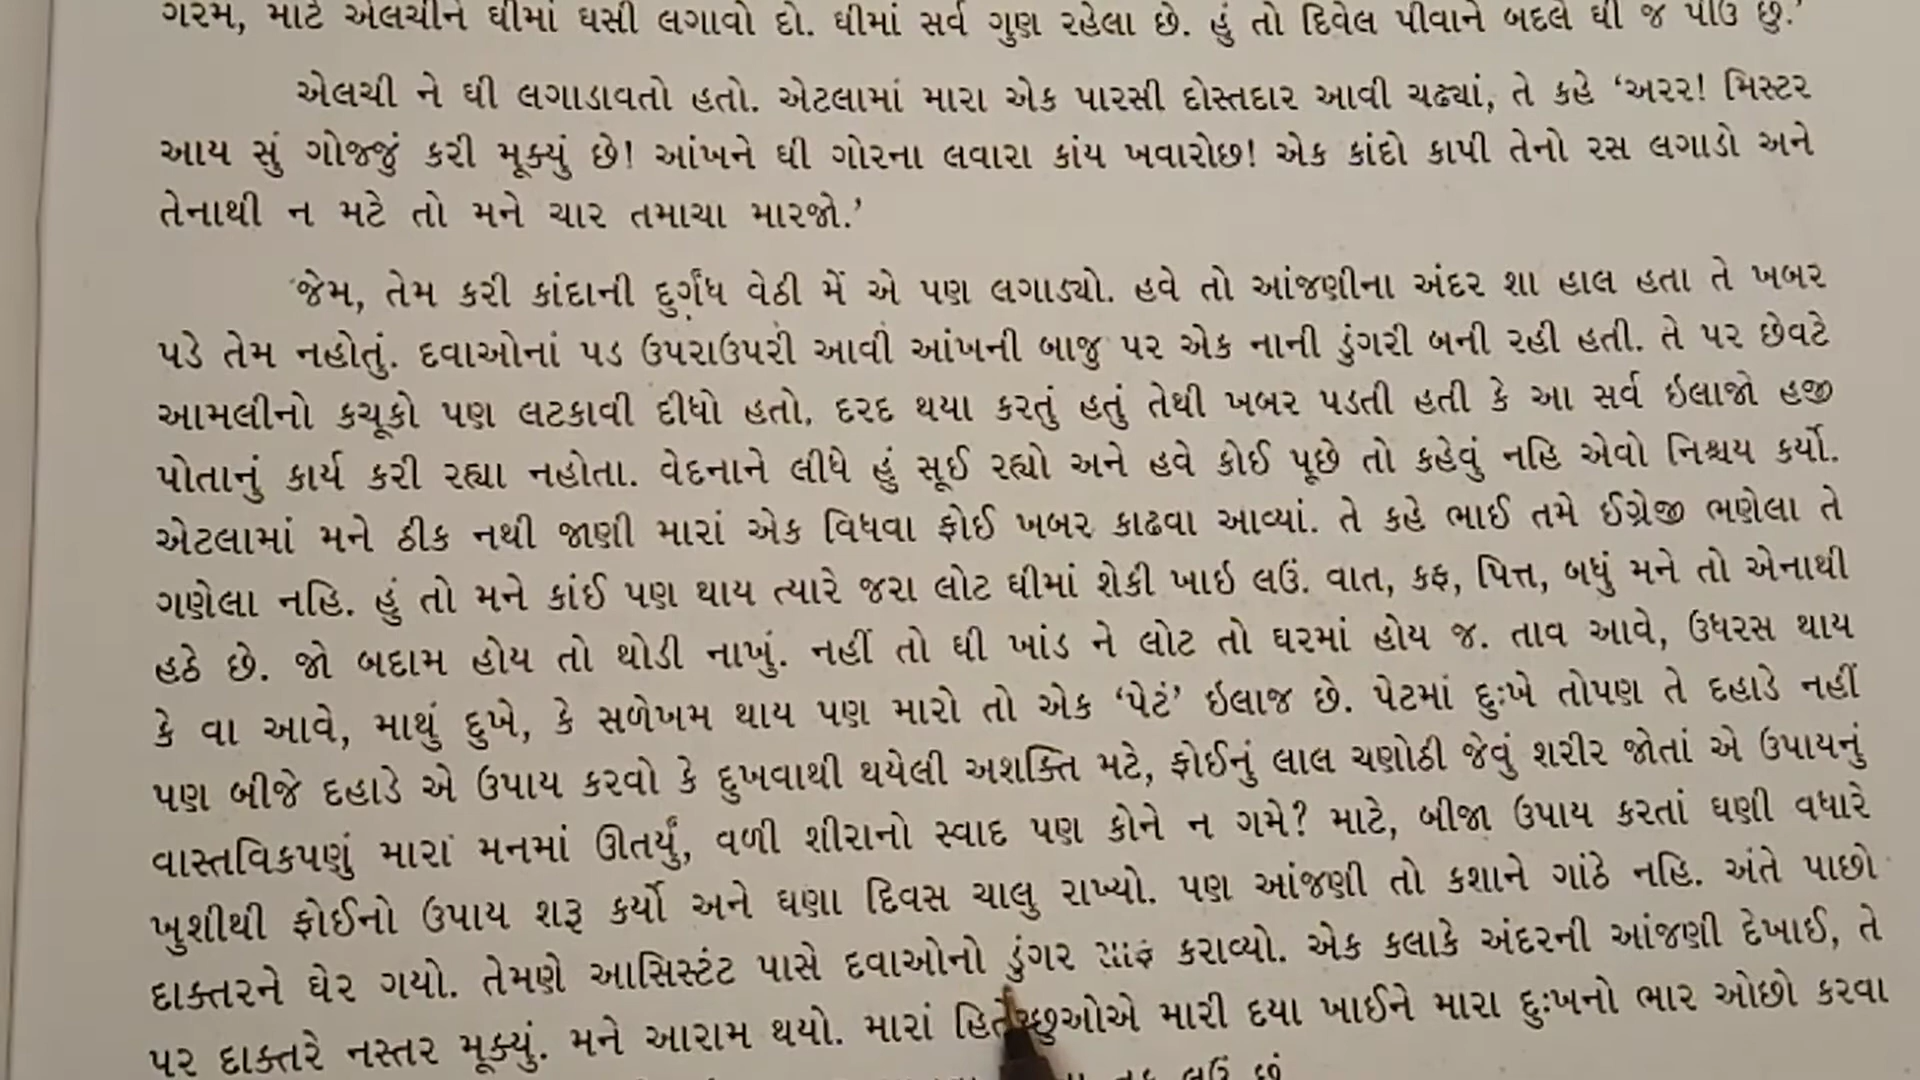 ગરમ, માટે એલચીને ઘીમાં ઘસી લગાવો દો. ઘીમાં સર્વ ગુણ રહેલા છે. હું તો દિવેલ પીવાને બદલે ઘી જ પીઉં છું.’
એલચી ને ઘી લગાડાવતો હતો. એટલામાં મારા એક પારસી દોસ્તદાર આવી ચઢ્યાં, તે કહે ‘અરર! મિસ્ટર
આય સું ગોજ્જું કરી મૂક્યું છે! આંખને ઘી ગોરના લવારા કાંય ખવારોછ! એક કાંદો કાપી તેનો રસ લગાડો અને
તેનાથી ન મટે તો મને ચાર તમાચા મારજો.’
‘જેમ, તેમ કરી કાંદાની દુર્ગંધ વેઠી મેં એ પણ લગાડ્યો. હવે તો આંજણીના અંદર શા હાલ હતા તે ખબર
પડે તેમ નહોતું. દવાઓનાં પડ ઉપરાઉપરી આવી આંખની બાજુ પર એક નાની ડુંગરી બની રહી હતી. તે પર છેવટે
આમલીનો કચૂકો પણ લટકાવી દીધો હતો. દરદ થયા કરતું હતું તેથી ખબર પડતી હતી કે આ સર્વ ઇલાજો હજી
પોતાનું કાર્ય કરી રહ્યા નહોતા. વેદનાને લીધે હું સૂઈ રહ્યો અને હવે કોઈ પૂછે તો કહેવું નહિ એવો નિશ્ચય કર્યો.
એટલામાં મને ઠીક નથી જાણી મારાં એક વિધવા ફોઈ ખબર કાઢવા આવ્યાં. તે કહે ભાઈ તમે ઈગ્રેજી ભણેલા તે
ગણેલા નહિ. હું તો મને કાંઈ પણ થાય ત્યારે જરા લોટ ઘીમાં શેકી ખાઇ લઉં. વાત, કફ, પિત્ત, બધું મને તો એનાથી
હઠે છે. જો બદામ હોય તો થોડી નાખું. નહીં તો ઘી ખાંડ ને લોટ તો ઘરમાં હોય જ. તાવ આવે, ઉધરસ થાય
કે વા આવે, માથું દુખે, કે સળેખમ થાય પણ મારો તો એક ‘પેટં’ ઇલાજ છે. પેટમાં દુઃખે તોપણ તે દહાડે નહીં
પણ બીજે દહાડે એ ઉપાય કરવો કે દુખવાથી થયેલી અશક્તિ મટે, ફોઈનું લાલ ચણોઠી જેવું શરીર જોતાં એ ઉપાયનું
વાસ્તવિકપણું મારાં મનમાં ઊતર્યું, વળી શીરાનો સ્વાદ પણ કોને ન ગમે? માટે, બીજા ઉપાય કરતાં ઘણી વધારે
ખુશીથી ફોઈનો ઉપાય શરૂ કર્યો અને ઘણા દિવસ ચાલુ રાખ્યો. પણ આંજણી તો કશાને ગાંઠે નહિ. અંતે પાછો
દાક્તરને ઘેર ગયો. તેમણે આસિસ્ટંટ પાસે દવાઓનો ડુંગર સાફ કરાવ્યો. એક કલાકે અંદરની આંજણી દેખાઈ, તે
પર દાક્તરે નસ્તર મૂક્યું. મને આરામ થયો. મારાં મારી દયા ખાઈને મારા દુઃખનો ભાર ઓછો કરવા